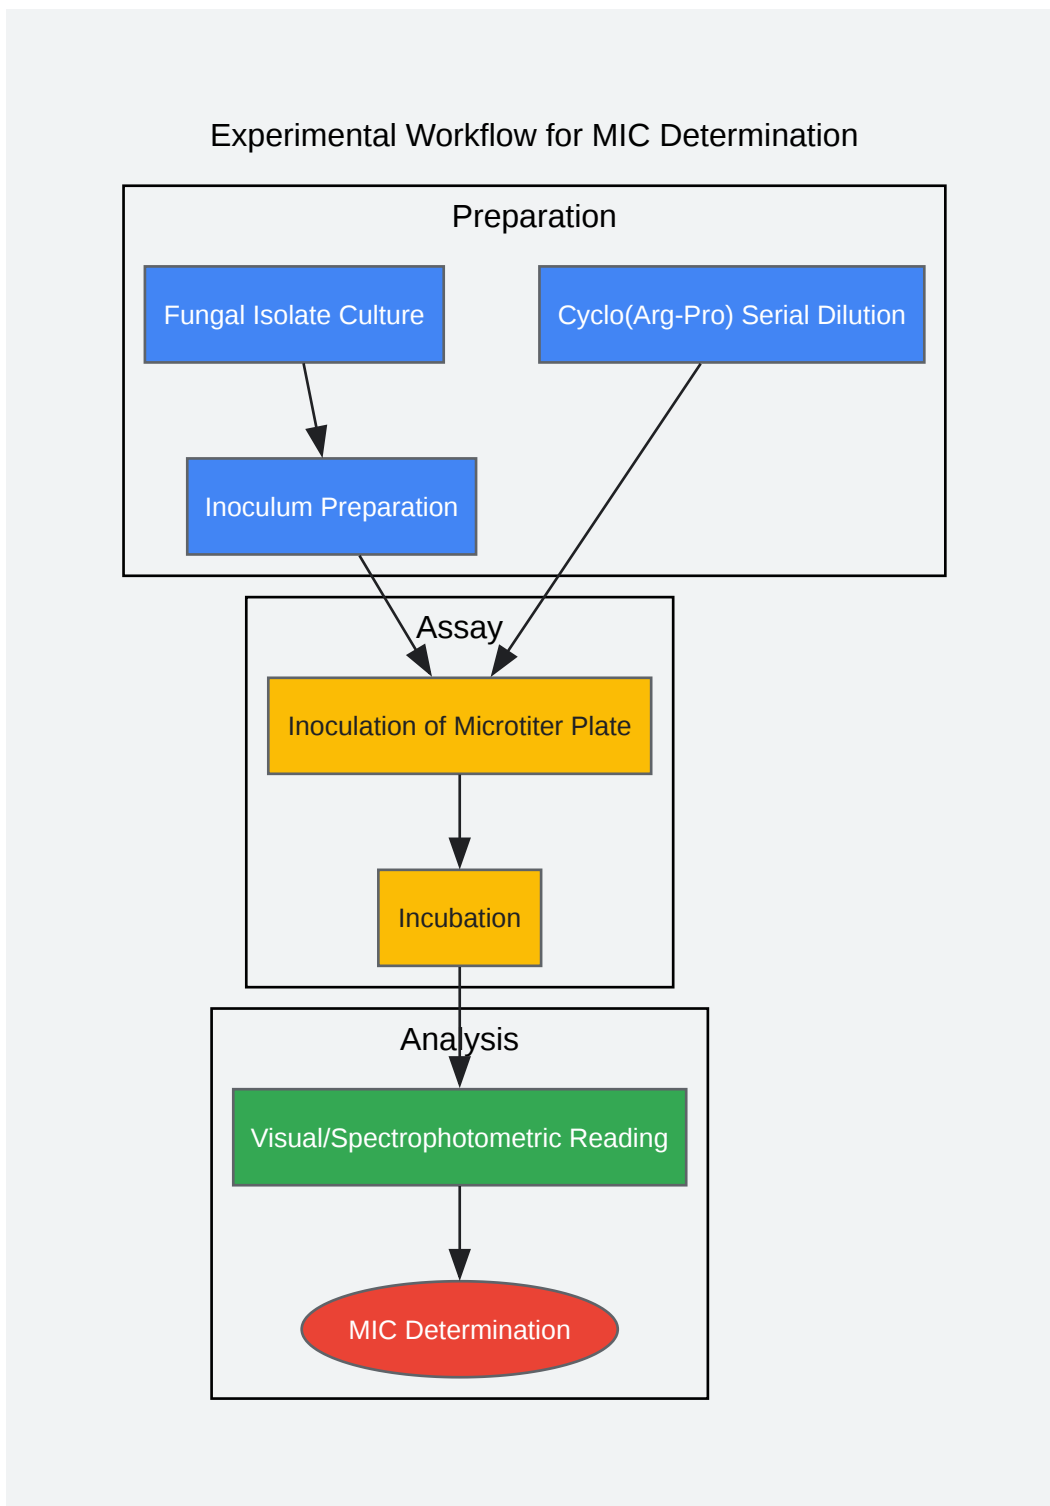 Experimental Workflow for MIC Determination
Preparation
Fungal Isolate Culture
Cyclo(Arg-Pro) Serial Dilution
Inoculum Preparation
Assay
Inoculation of Microtiter Plate
Incubation
Analysis
Visual/Spectrophotometric Reading
MIC Determination